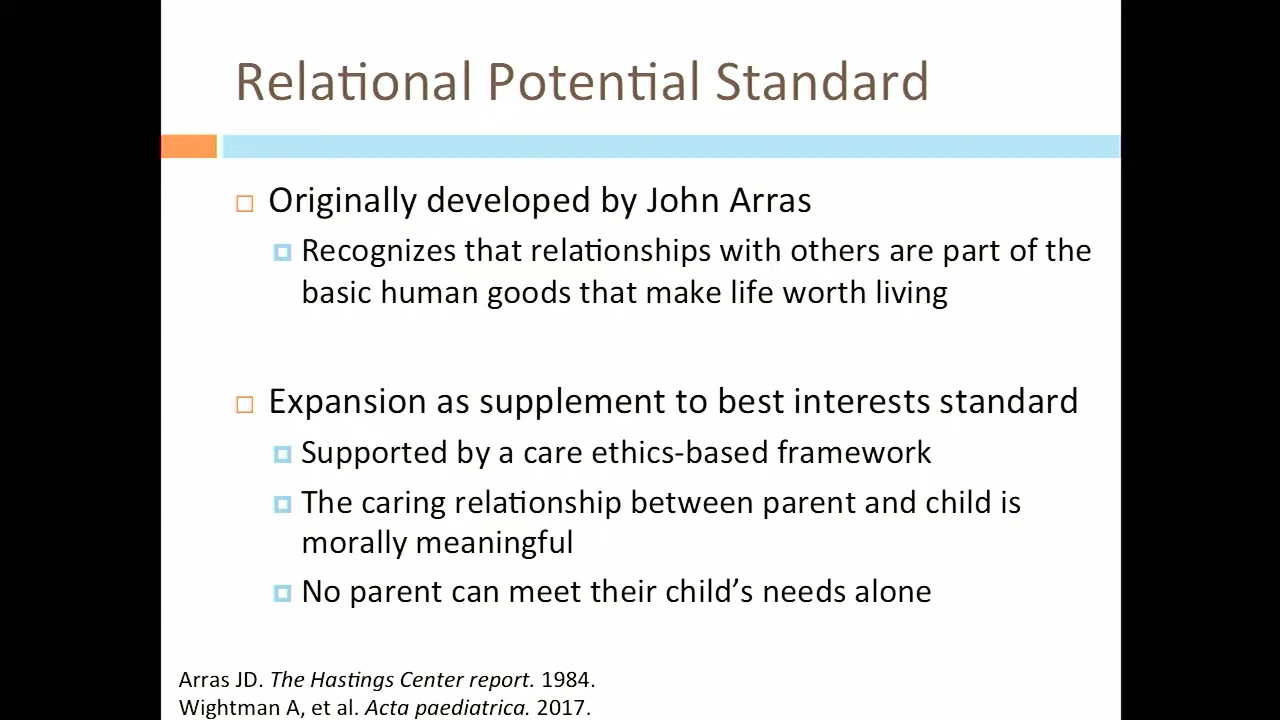 Relational Potential Standard
Originally developed by John Arras
Recognizes that relationships with others are part of the
basic human goods that make life worth living
Expansion as supplement to best interests standard
Supported by a care ethics-based framework
The caring relationship between parent and child is
morally meaningful
No parent can meet their child’s needs alone
Arras JD. The Hastings Center report. 1984.
Wightman A, et al. Acta paediatrica. 2017.